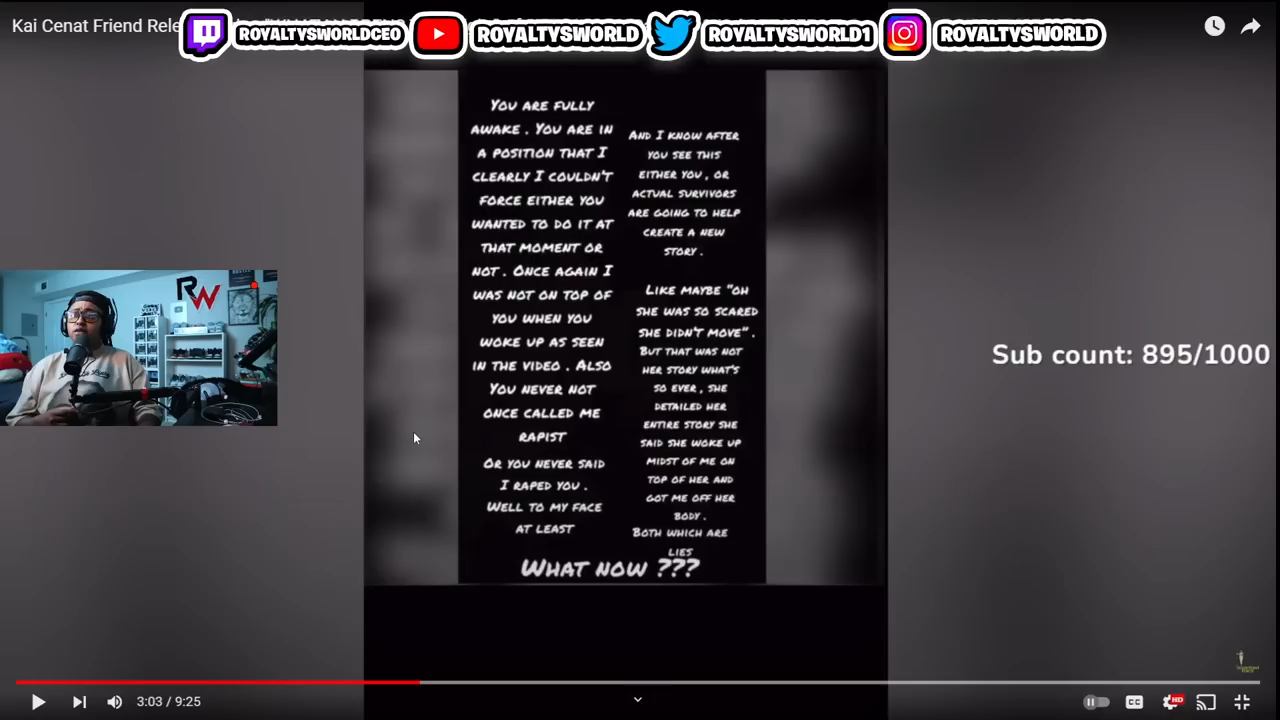 Kai Cenat Friend Rele
ROYALTYSWORLDCEO
ROYALTYSWORLD
ROYALTYSWORLD1
ROYALTYSWORLD
You are fully
awake . You are in
a position that I
clearly I couldn't
force either you
wanted to do it at
that moment or
not . Once again I
was not on top of
you when you
woke up as seen
in the video . Also
You never not
once called me
rapist
Or you never said
I raped you .
Well to my face
at least
And I know after
you see this
either you , or
actual survivors
are going to help
create a new
story .
Like maybe "oh
she was so scared
she didn't move" .
But that was not
her story what's
so ever , she
detailed her
entire story she
said she woke up
midst of me on
top of her and
got me off her
body .
Both which are
lies
What now ???
RW
Sub count: 895/1000
3:03 / 9:25
CC
HD